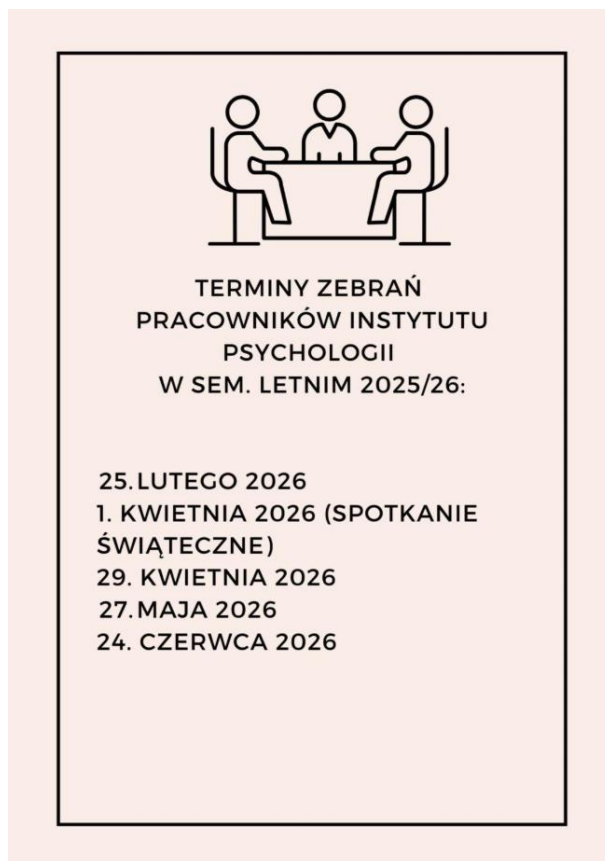 TERMINY ZEBRAŃ
PRACOWNIKÓW INSTYTUTU
PSYCHOLOGII
W SEM. LETNIM 2025/26:
25.LUTEGO 2026
1. KWIETNIA 2026 (SPOTKANIE
ŚWIĄTECZNE)
29. KWIETNIA 2026
27.MAJA 2026
24. CZERWCA 2026